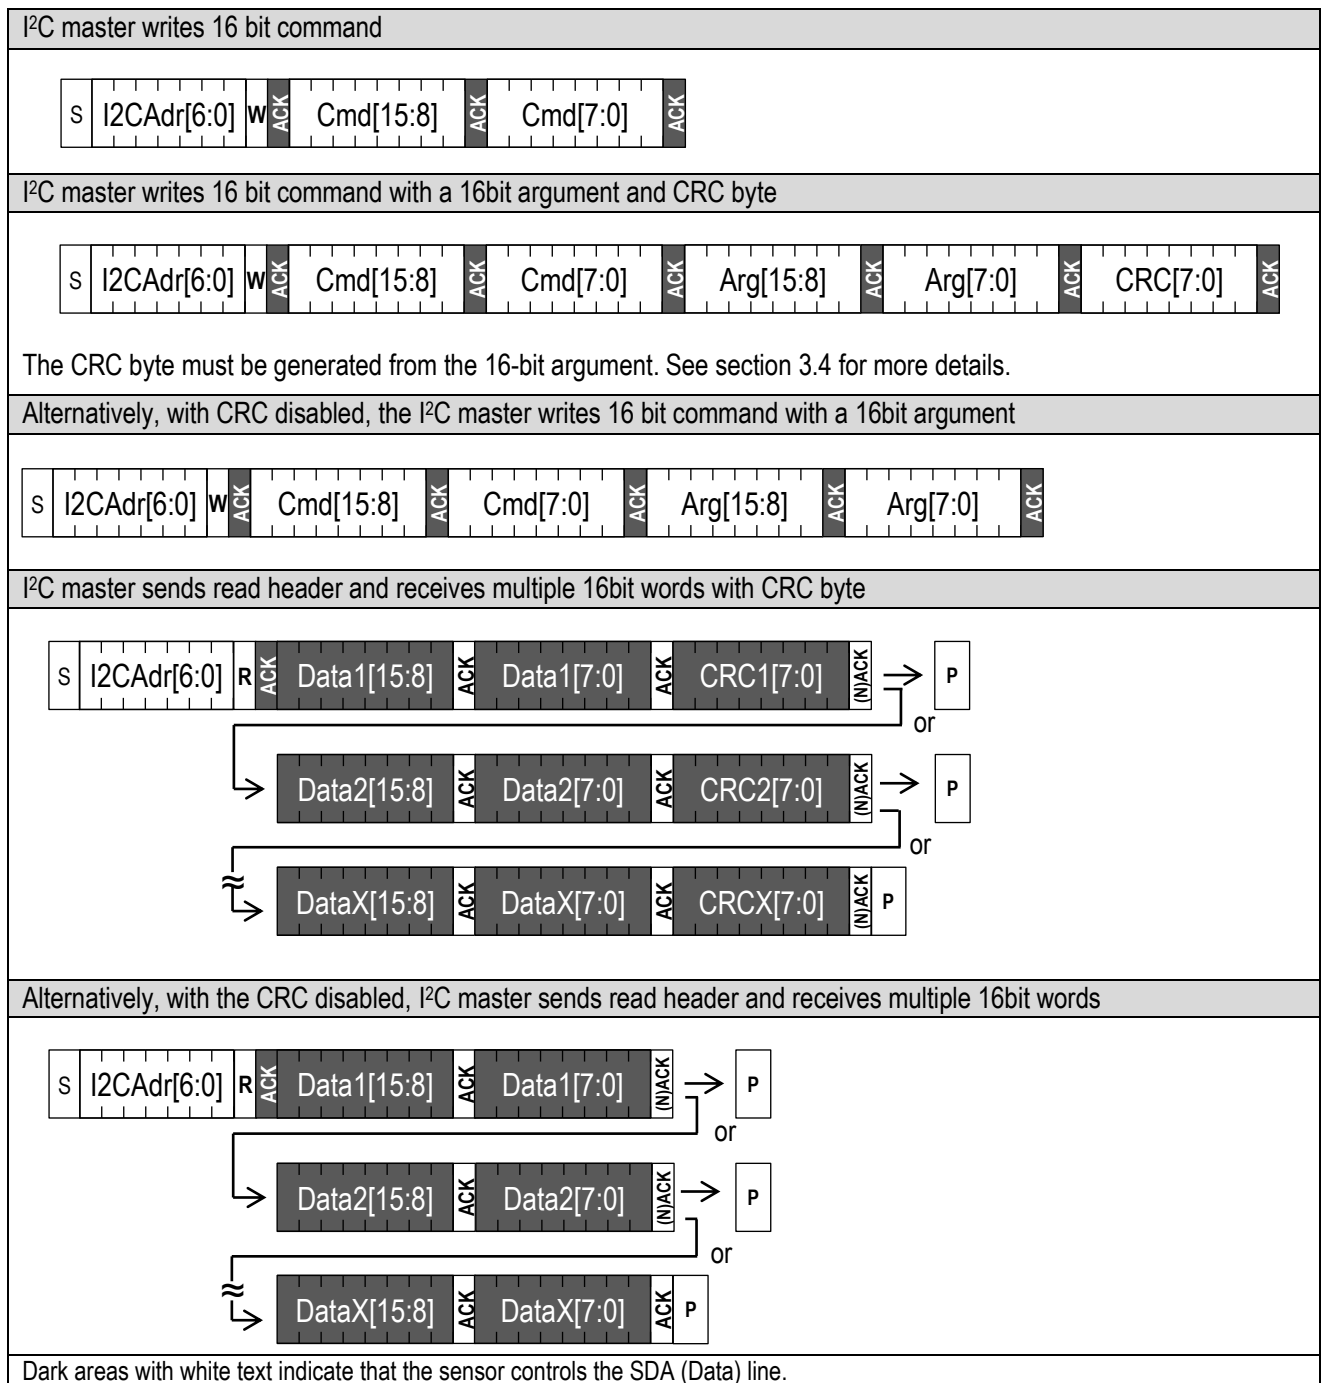 I²C master writes 16 bit command
S I2CAdr[6:0] W ACK Cmd[15:8] ACK Cmd[7:0] ACK
I²C master writes 16 bit command with a 16bit argument and CRC byte
S I2CAdr[6:0] W ACK Cmd[15:8] ACK Cmd[7:0] ACK Arg[15:8] ACK Arg[7:0] ACK CRC[7:0] ACK
The CRC byte must be generated from the 16-bit argument. See section 3.4 for more details.
Alternatively, with CRC disabled, the I²C master writes 16 bit command with a 16bit argument
S I2CAdr[6:0] W ACK Cmd[15:8] ACK Cmd[7:0] ACK Arg[15:8] ACK Arg[7:0] ACK
I²C master sends read header and receives multiple 16bit words with CRC byte
S I2CAdr[6:0] R ACK Data1[15:8] ACK Data1[7:0] ACK CRC1[7:0] (N)ACK P
or
Data2[15:8] ACK Data2[7:0] ACK CRC2[7:0] (N)ACK P
or
DataX[15:8] ACK DataX[7:0] ACK CRCX[7:0] (N)ACK P
Alternatively, with the CRC disabled, I²C master sends read header and receives multiple 16bit words
S I2CAdr[6:0] R ACK Data1[15:8] ACK Data1[7:0] (N)ACK P
or
Data2[15:8] ACK Data2[7:0] (N)ACK P
or
DataX[15:8] ACK DataX[7:0] ACK P
Dark areas with white text indicate that the sensor controls the SDA (Data) line.